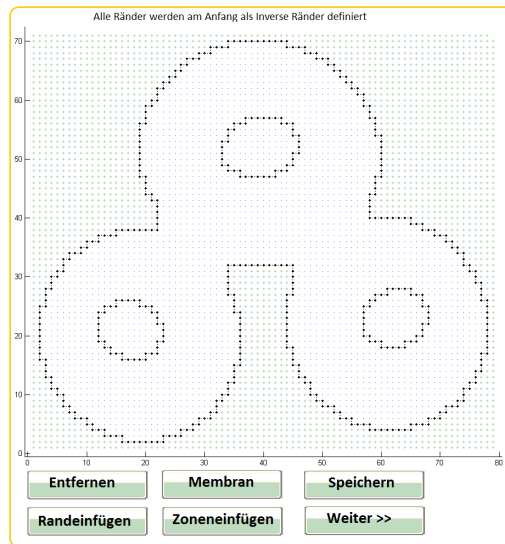 Alle Ränder werden am Anfang als Inverse Ränder definiert
70
60
50
40
30
20
10
0
0 10 20 30 40 50 60 70 80
Entfernen Membran Speichern
Randeinfügen Zoneneinfügen Weiter >>